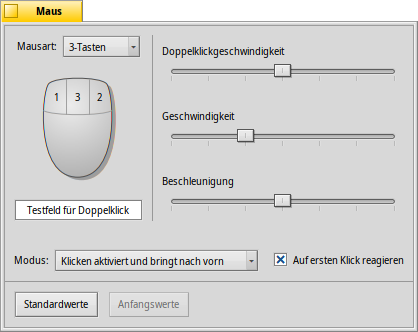 Maus
Mausart: 3-Tasten
1 3 2
Testfeld für Doppelklick
Doppelklickgeschwindigkeit
Geschwindigkeit
Beschleunigung
Modus: Klicken aktiviert und bringt nach vorn
Auf ersten Klick reagieren
Standardwerte
Anfangswerte